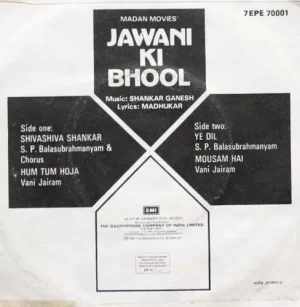 MADAN MOVIES'
7EPE 70001
JAWANI
KI
BHOOL
Music: SHANKAR GANESH
Lyrics: MADHUKAR
Side one:
SHIVASHIVA SHANKAR
S. P. Balasubrahmanyam &
Chorus
HUM TUM HOJA
Vani Jairam
Side two:
YE DIL
S. P. Balasubrahmanyam
MOUSAM HAI
Vani Jairam
EMI
THE GRAMOPHONE COMPANY OF INDIA LIMITED